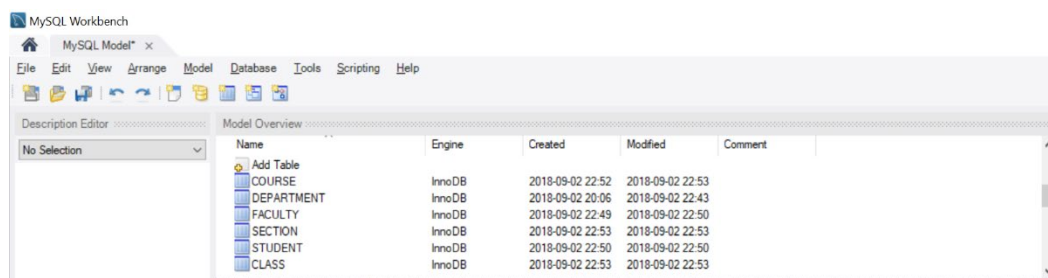 MySQL Workbench
MySQL Model* ×
File Edit View Arrange Model Database Tools Scripting Help
Description Editor Model Overview
No Selection Name Engine Created Modified Comment
Add Table
COURSE InnoDB 2018-09-02 22:52 2018-09-02 22:53
DEPARTMENT InnoDB 2018-09-02 20:06 2018-09-02 22:43
FACULTY InnoDB 2018-09-02 22:49 2018-09-02 22:50
SECTION InnoDB 2018-09-02 22:53 2018-09-02 22:53
STUDENT InnoDB 2018-09-02 22:50 2018-09-02 22:50
CLASS InnoDB 2018-09-02 22:53 2018-09-02 22:53